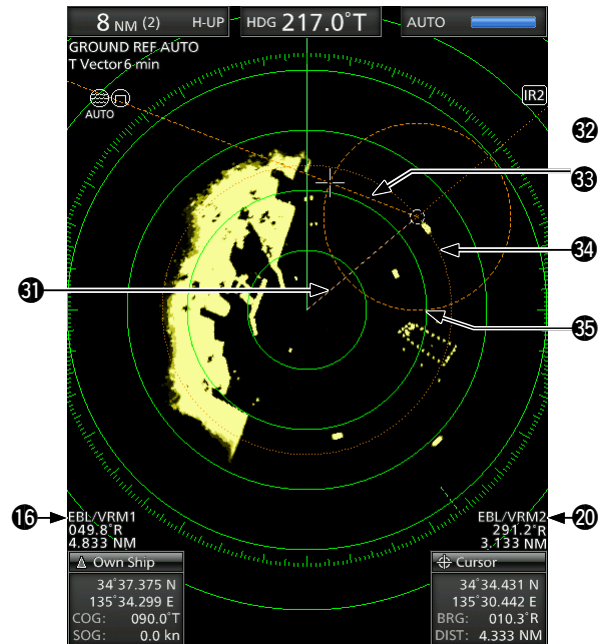 8 NM (2) H-UP HDG 217.0°T AUTO
GROUND REF AUTO
T Vector 6 min
AUTO
IR2
32
33
34
31
35
16
EBL/VRM1
049.8°R
4.833 NM
EBL/VRM2
291.2°R
3.133 NM
20
Own Ship
34°37.375 N
135°34.299 E
COG: 090.0°T
SOG: 0.0 kn
Cursor
34°34.431 N
135°30.442 E
BRG: 010.3°R
DIST: 4.333 NM